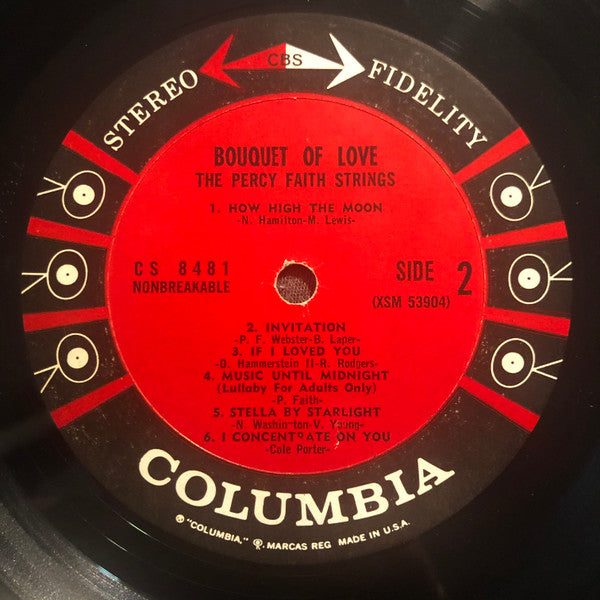 CBS
STEREO FIDELITY
BOUQUET OF LOVE
THE PERCY FAITH STRINGS
1. HOW HIGH THE MOON
-N. Hamilton-M. Lewis-
CS 8481
NONBREAKABLE
SIDE 2
(XSM 53904)
2. INVITATION
-P. F. Webster-B. Laper-
3. IF I LOVED YOU
-O. Hammerstein II-R. Rodgers-
4. MUSIC UNTIL MIDNIGHT
(Lullaby For Adults Only)
-P. Faith-
5. STELLA BY STARLIGHT
-N. Washington-V. Young-
6. I CONCENTRATE ON YOU
-Cole Porter-
COLUMBIA
® "COLUMBIA," ®, MARCAS REG MADE IN U.S.A.